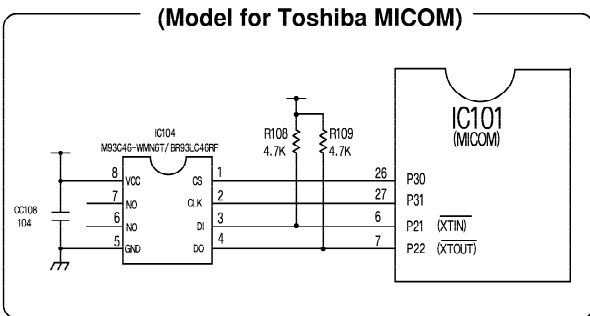 (Model for Toshiba MICOM)
IC104
M93C46-WMN6T/BR93LC46RF
R108
4.7K
R109
4.7K
IC101
(MICOM)
CC108
104
8 VCC CS 1
7 NO CLK 2
6 NO DI 3
5 GND DO 4
26 P30
27 P31
6 P21 (XTIN)
7 P22 (XTOUT)